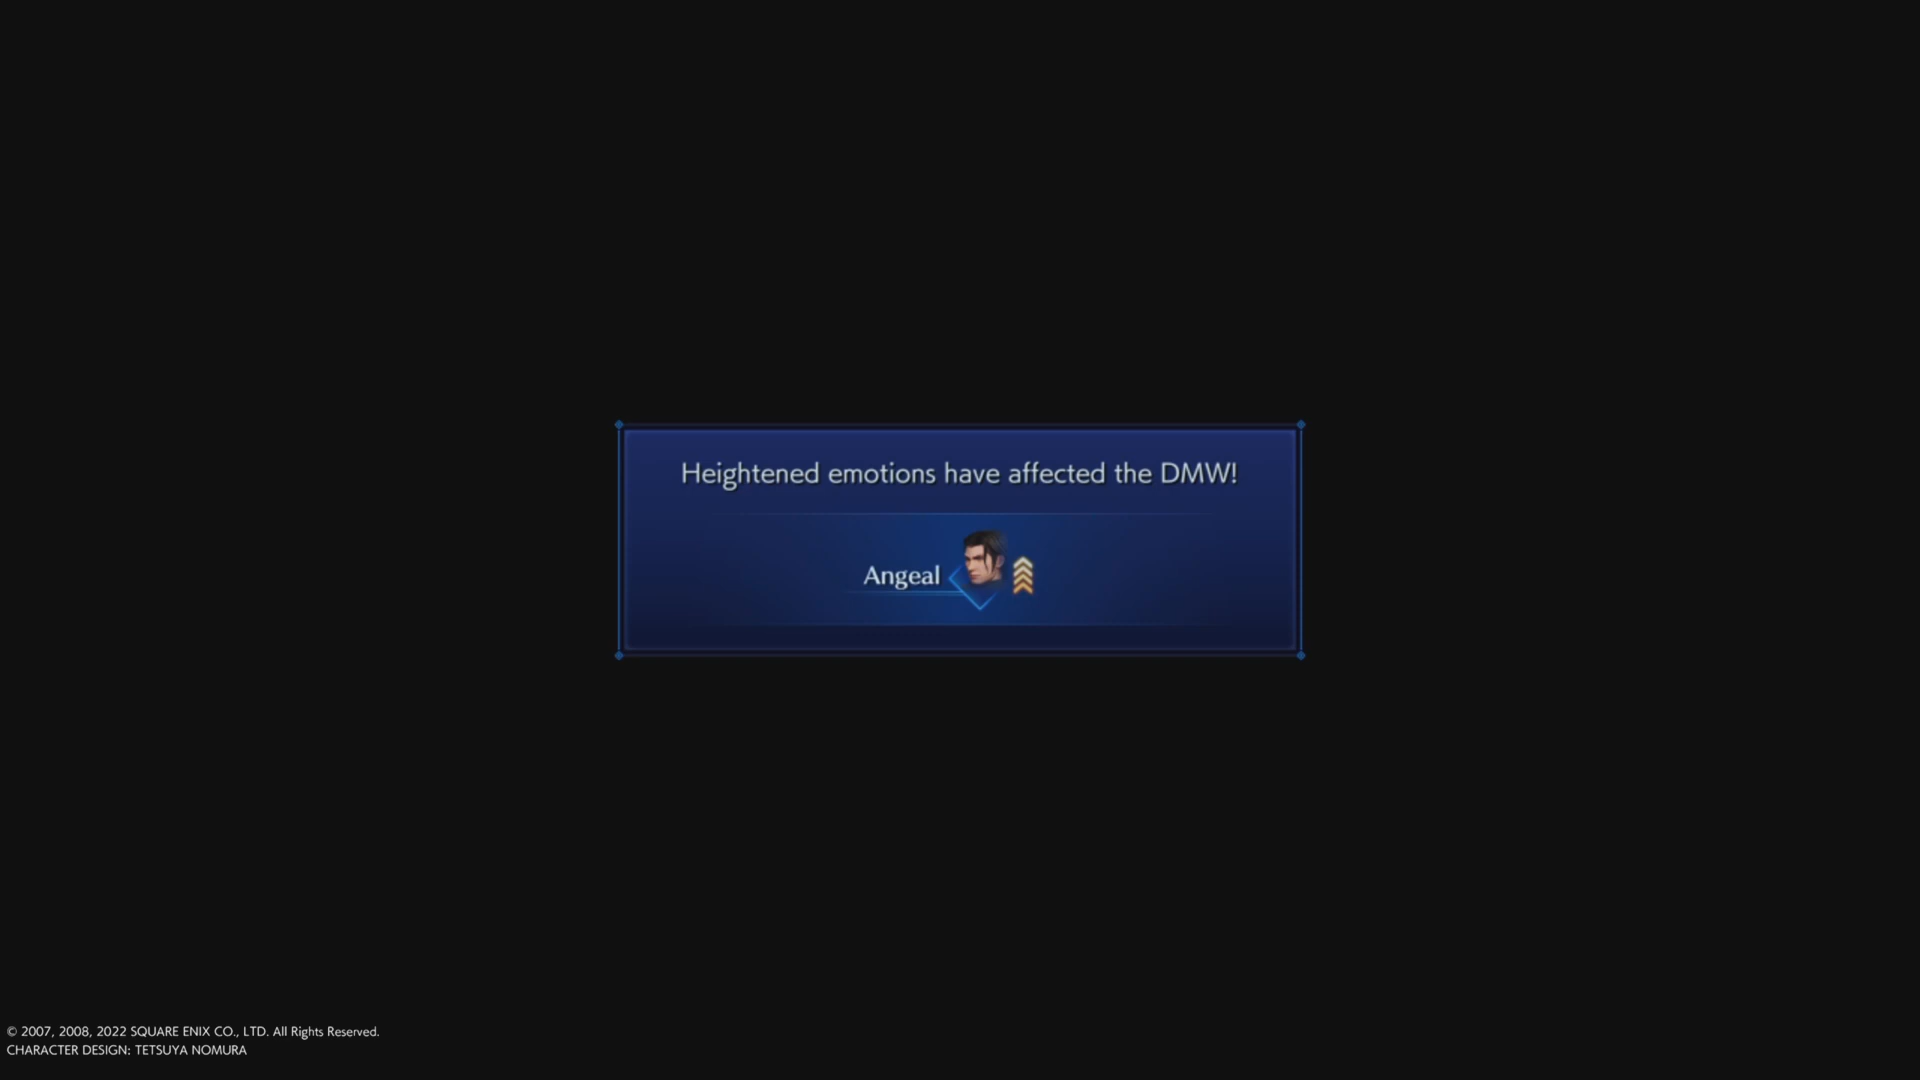 Heightened emotions have affected the DMW!
Angeal
© 2007, 2008, 2022 SQUARE ENIX CO., LTD. All Rights Reserved.
CHARACTER DESIGN: TETSUYA NOMURA